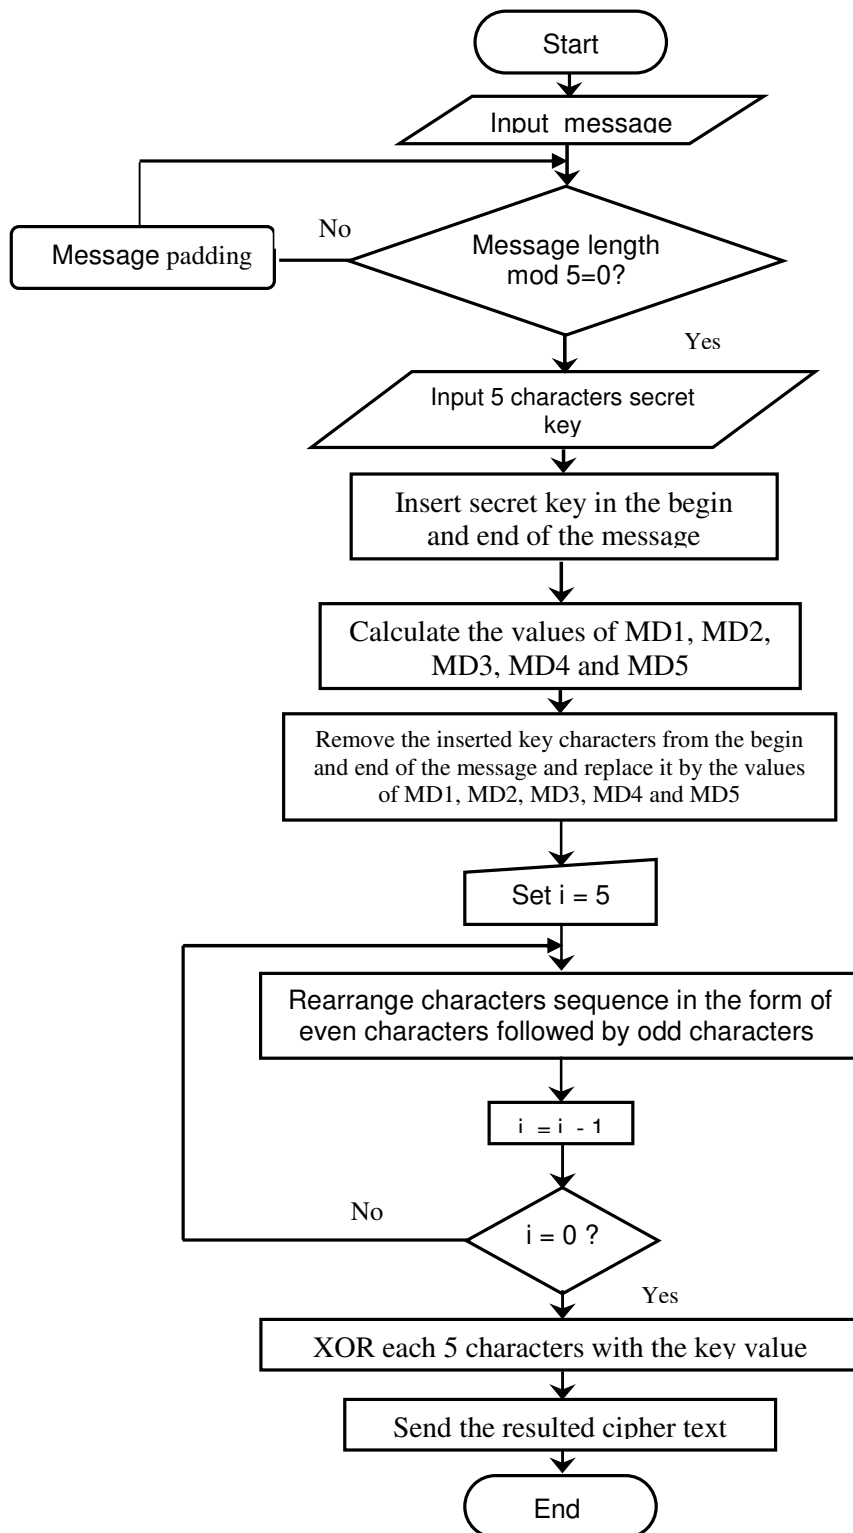 Start
Input message
No
Message padding
Message length
mod 5=0?
Yes
Input 5 characters secret
key
Insert secret key in the begin
and end of the message
Calculate the values of MD1, MD2,
MD3, MD4 and MD5
Remove the inserted key characters from the begin
and end of the message and replace it by the values
of MD1, MD2, MD3, MD4 and MD5
Set i = 5
Rearrange characters sequence in the form of
even characters followed by odd characters
i = i - 1
No
i = 0 ?
Yes
XOR each 5 characters with the key value
Send the resulted cipher text
End